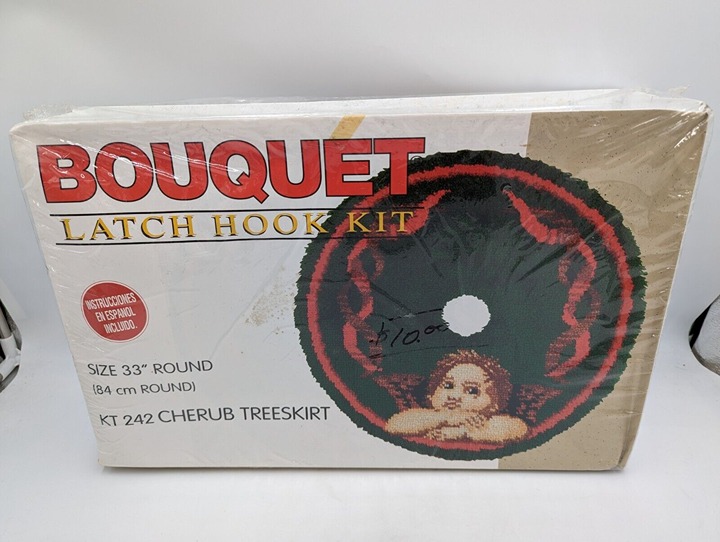 BOUQUET
LATCH HOOK KIT
INSTRUCCIONES
EN ESPANOL
INCLUIDO.
SIZE 33" ROUND
(84 cm ROUND)
KT 242 CHERUB TREESKIRT
$10.00